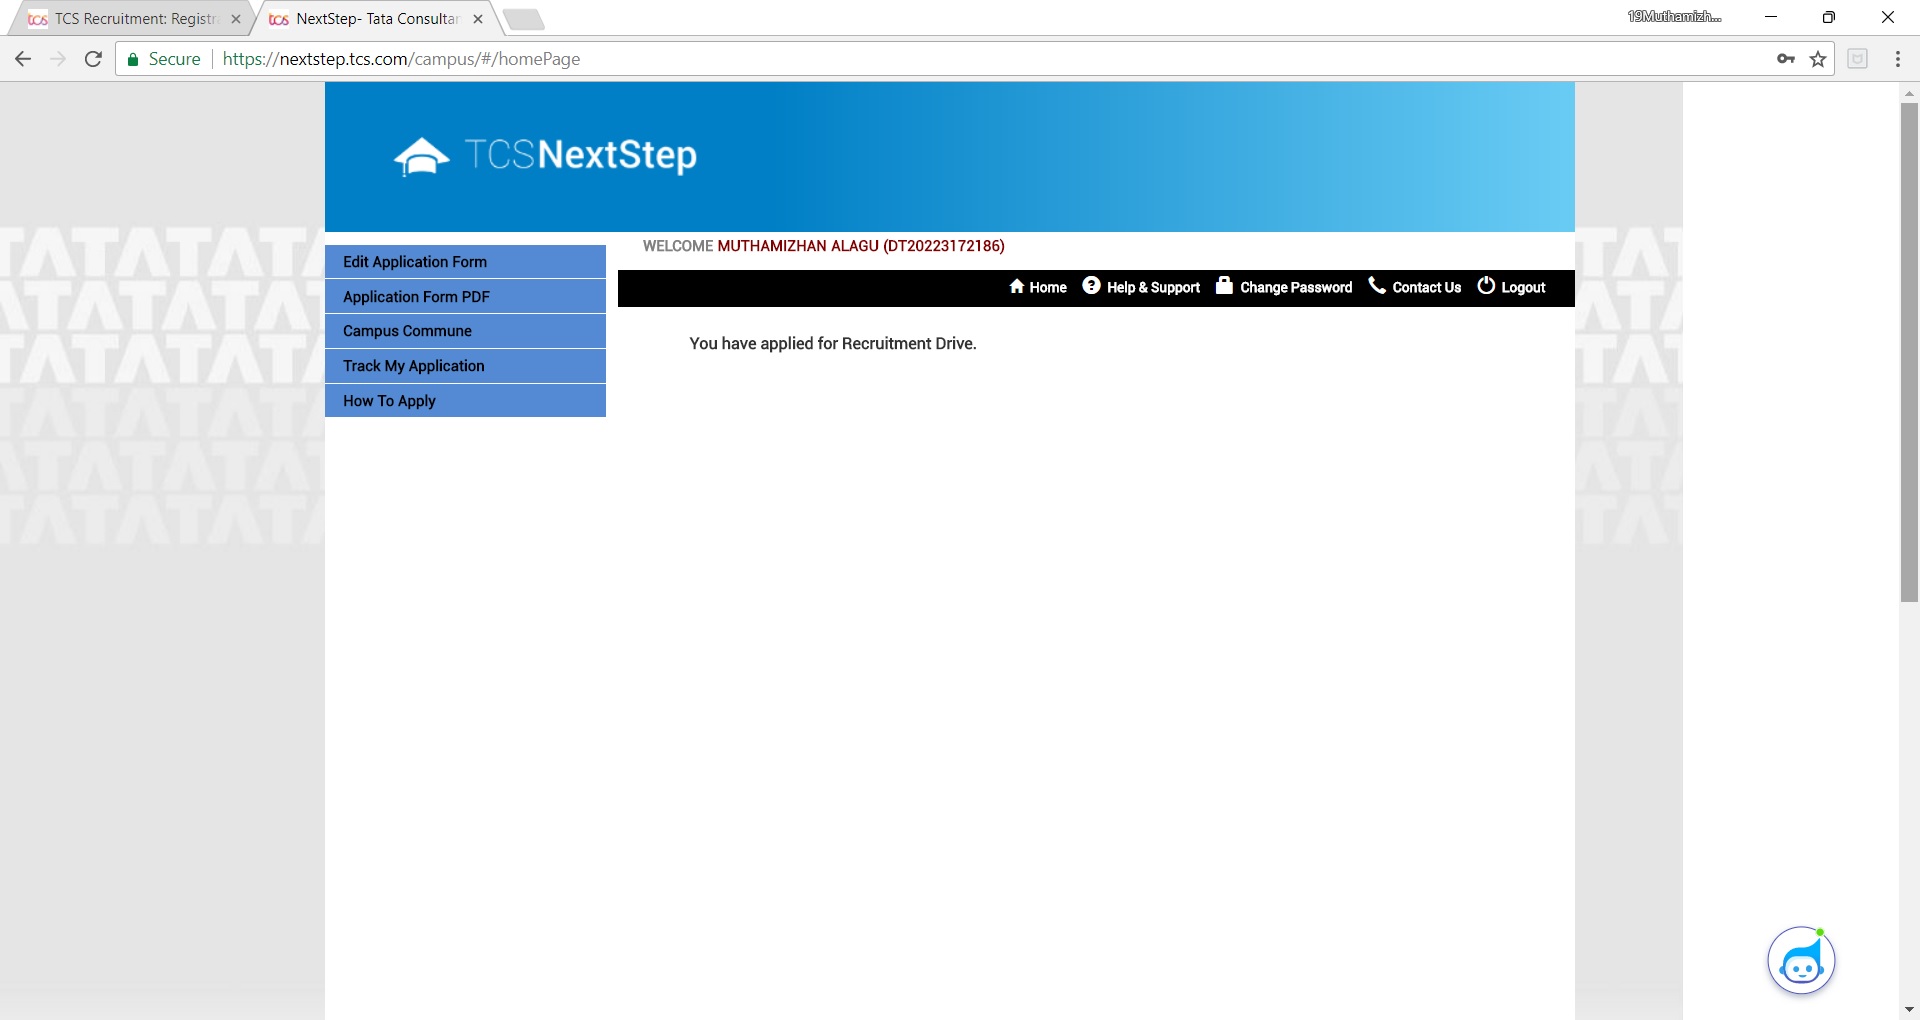 tcs TCS Recruitment: Registra
tcs NextStep- Tata Consultan
19Muthamizh...
Secure https://nextstep.tcs.com/campus/#/homePage
TCSNextStep
WELCOME MUTHAMIZHAN ALAGU (DT20223172186)
Home Help & Support Change Password Contact Us Logout
Edit Application Form
Application Form PDF
Campus Commune
Track My Application
How To Apply
You have applied for Recruitment Drive.
TATATATA